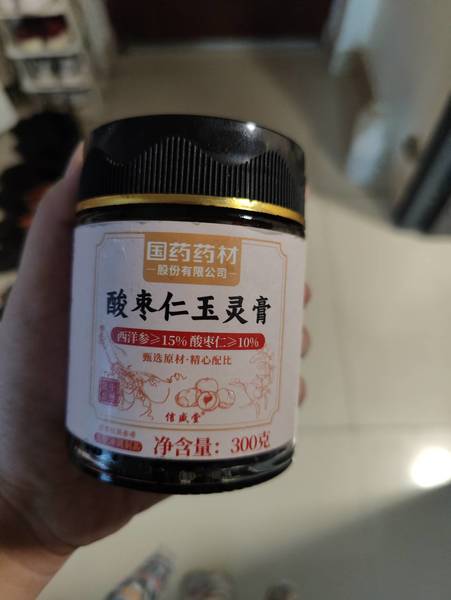 国药药材
股份有限公司
酸枣仁玉灵膏
西洋参≥15% 酸枣仁≥10%
甄选原材·精心配比
信威堂
净含量：300克